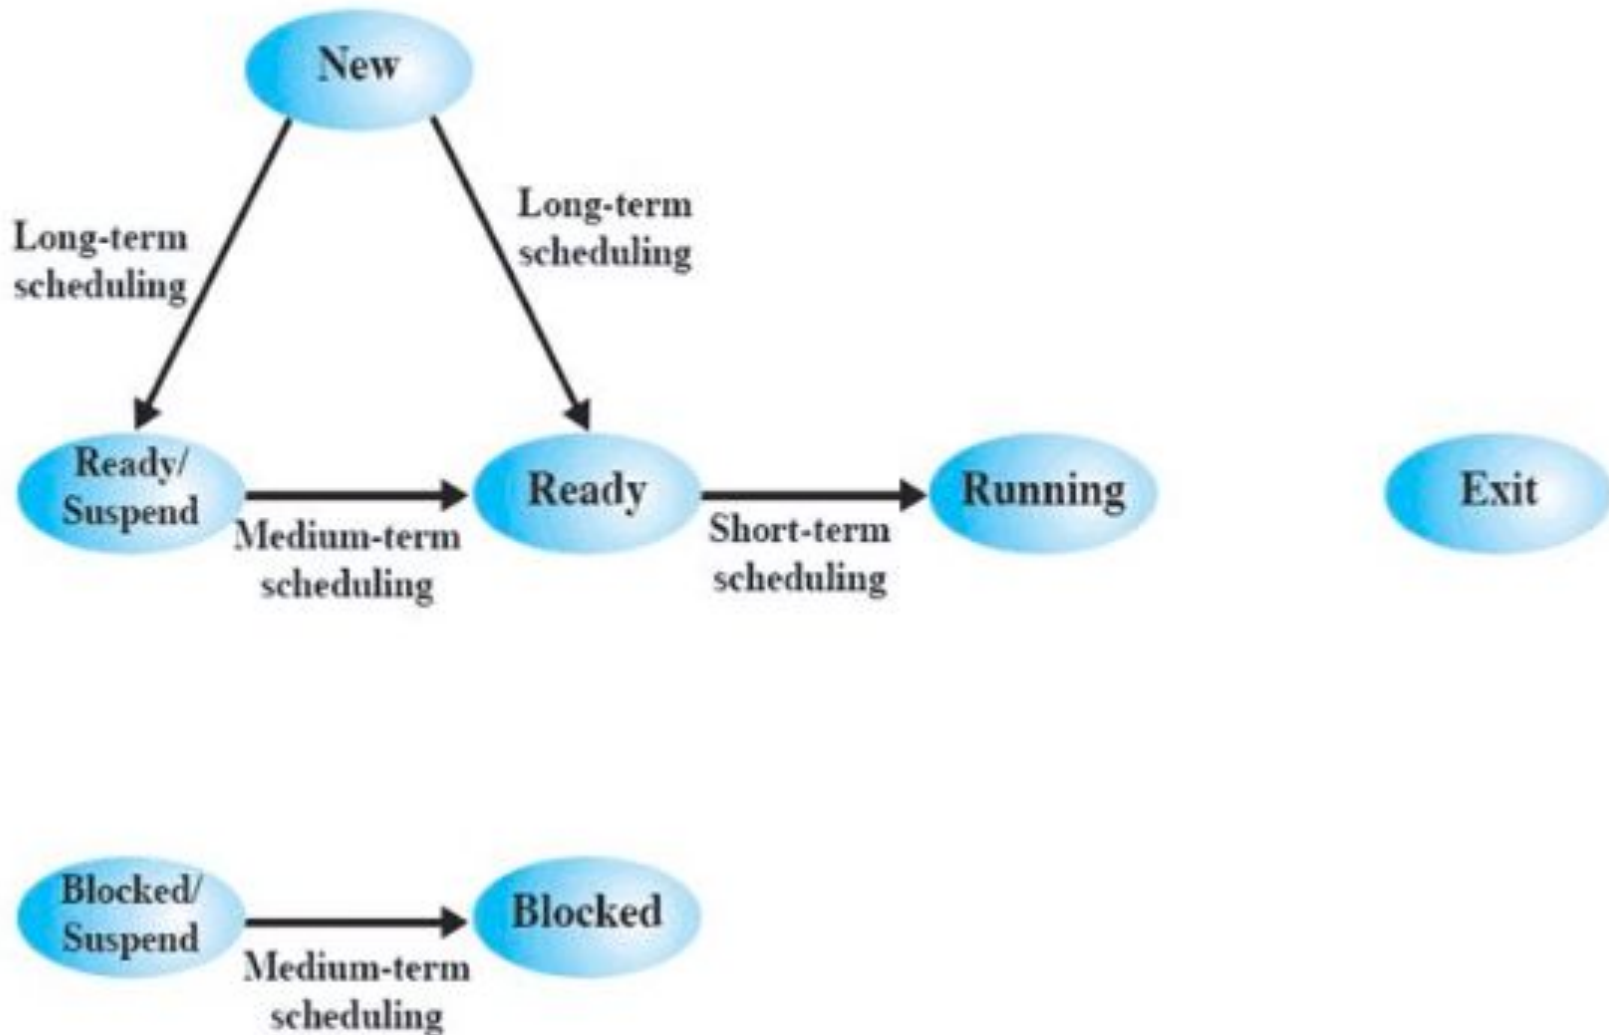 New
Long-term
scheduling
Long-term
scheduling
Ready/
Suspend
Medium-term
scheduling
Ready
Short-term
scheduling
Running
Exit
Blocked/
Suspend
Medium-term
scheduling
Blocked